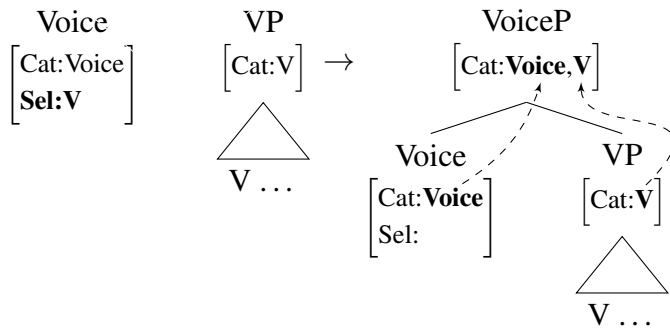 Voice VP VoiceP
[Cat:Voice [Cat:V] → [Cat:Voice,V]
Sel:V]
V …
Voice VP
[Cat:Voice [Cat:V]
Sel: ]
V …